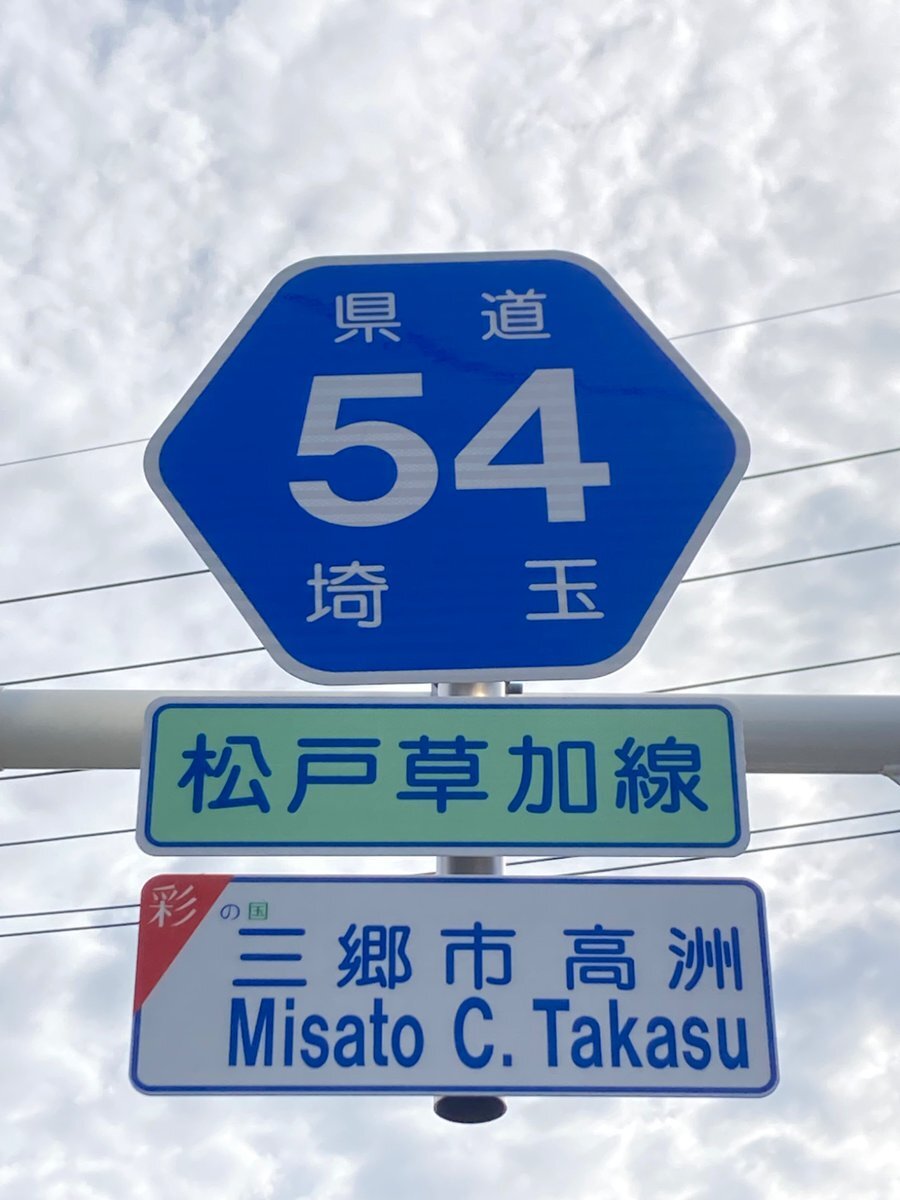 県道
54
埼玉
松戸草加線
彩の国
三郷市高洲
Misato C. Takasu